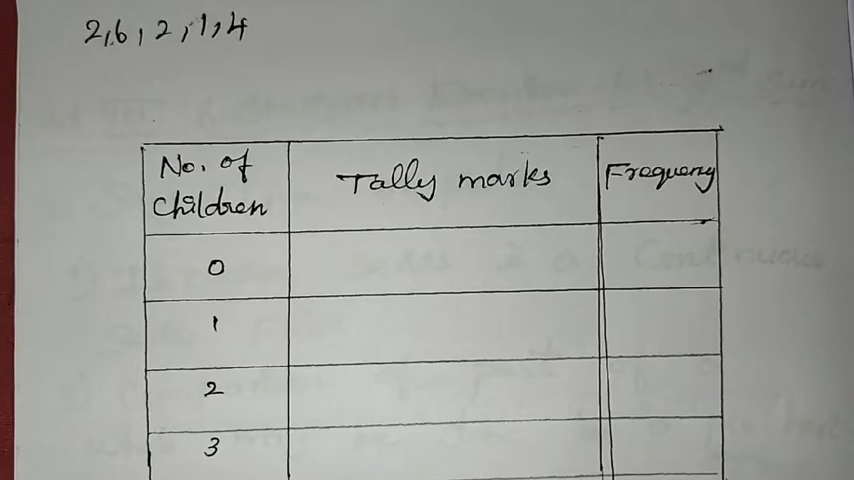 2,6,2,1,4
No. of
Children
Tally marks
Frequency
0
1
2
3